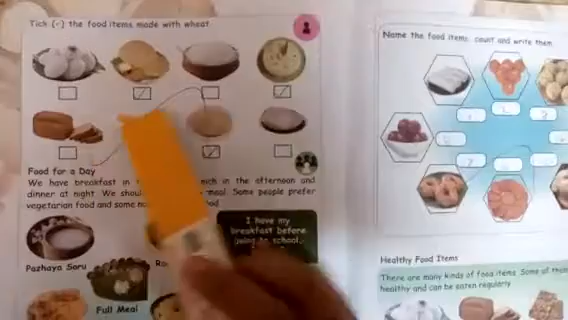 Tick (✓) the food items made with wheat
Food for a Day
We have breakfast in in the afternoon and
dinner at night. We meal. Some people prefer
vegetarian food and some
I have my
breakfast before
going to school.
Pazhaya Soru
Full Meal
Name the food items, count and write them
Healthy Food Items
There are many kinds of food items. Some of
healthy and can be eaten regularly